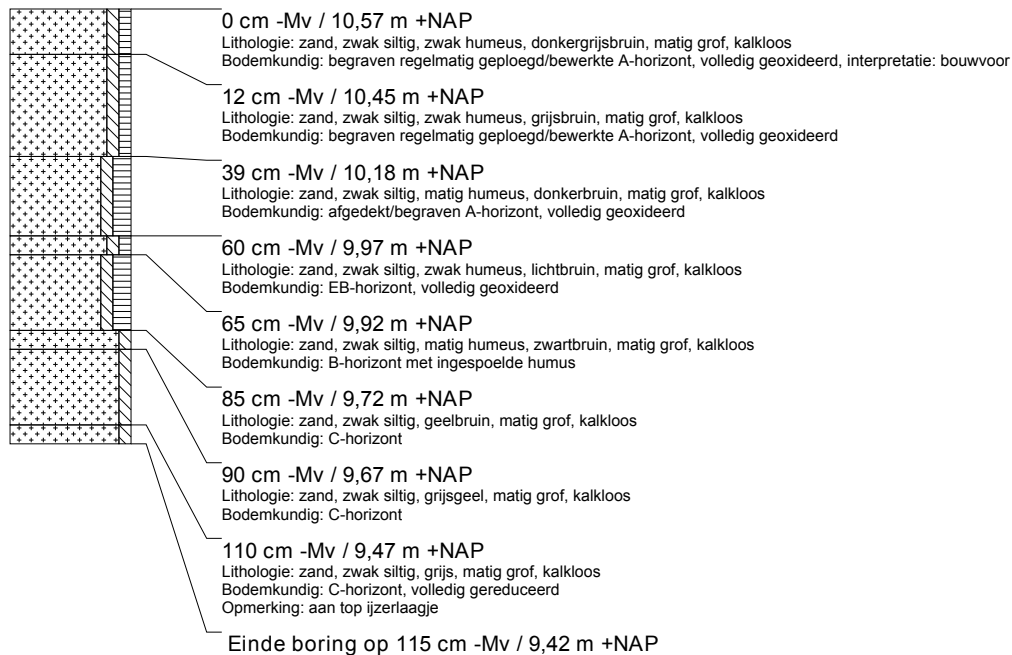 0 cm -Mv / 10,57 m +NAP
Lithologie: zand, zwak siltig, zwak humeus, donkergrijsbruin, matig grof, kalkloos
Bodemkundig: begraven regelmatig geploegd/bewerkte A-horizont, volledig geoxideerd, interpretatie: bouwvoor
12 cm -Mv / 10,45 m +NAP
Lithologie: zand, zwak siltig, zwak humeus, grijsbruin, matig grof, kalkloos
Bodemkundig: begraven regelmatig geploegd/bewerkte A-horizont, volledig geoxideerd
39 cm -Mv / 10,18 m +NAP
Lithologie: zand, zwak siltig, matig humeus, donkerbruin, matig grof, kalkloos
Bodemkundig: afgedekt/begraven A-horizont, volledig geoxideerd
60 cm -Mv / 9,97 m +NAP
Lithologie: zand, zwak siltig, zwak humeus, lichtbruin, matig grof, kalkloos
Bodemkundig: EB-horizont, volledig geoxideerd
65 cm -Mv / 9,92 m +NAP
Lithologie: zand, zwak siltig, matig humeus, zwartbruin, matig grof, kalkloos
Bodemkundig: B-horizont met ingespoelde humus
85 cm -Mv / 9,72 m +NAP
Lithologie: zand, zwak siltig, geelbruin, matig grof, kalkloos
Bodemkundig: C-horizont
90 cm -Mv / 9,67 m +NAP
Lithologie: zand, zwak siltig, grijsgeel, matig grof, kalkloos
Bodemkundig: C-horizont
110 cm -Mv / 9,47 m +NAP
Lithologie: zand, zwak siltig, grijs, matig grof, kalkloos
Bodemkundig: C-horizont, volledig gereduceerd
Opmerking: aan top ijzerlaagje
Einde boring op 115 cm -Mv / 9,42 m +NAP